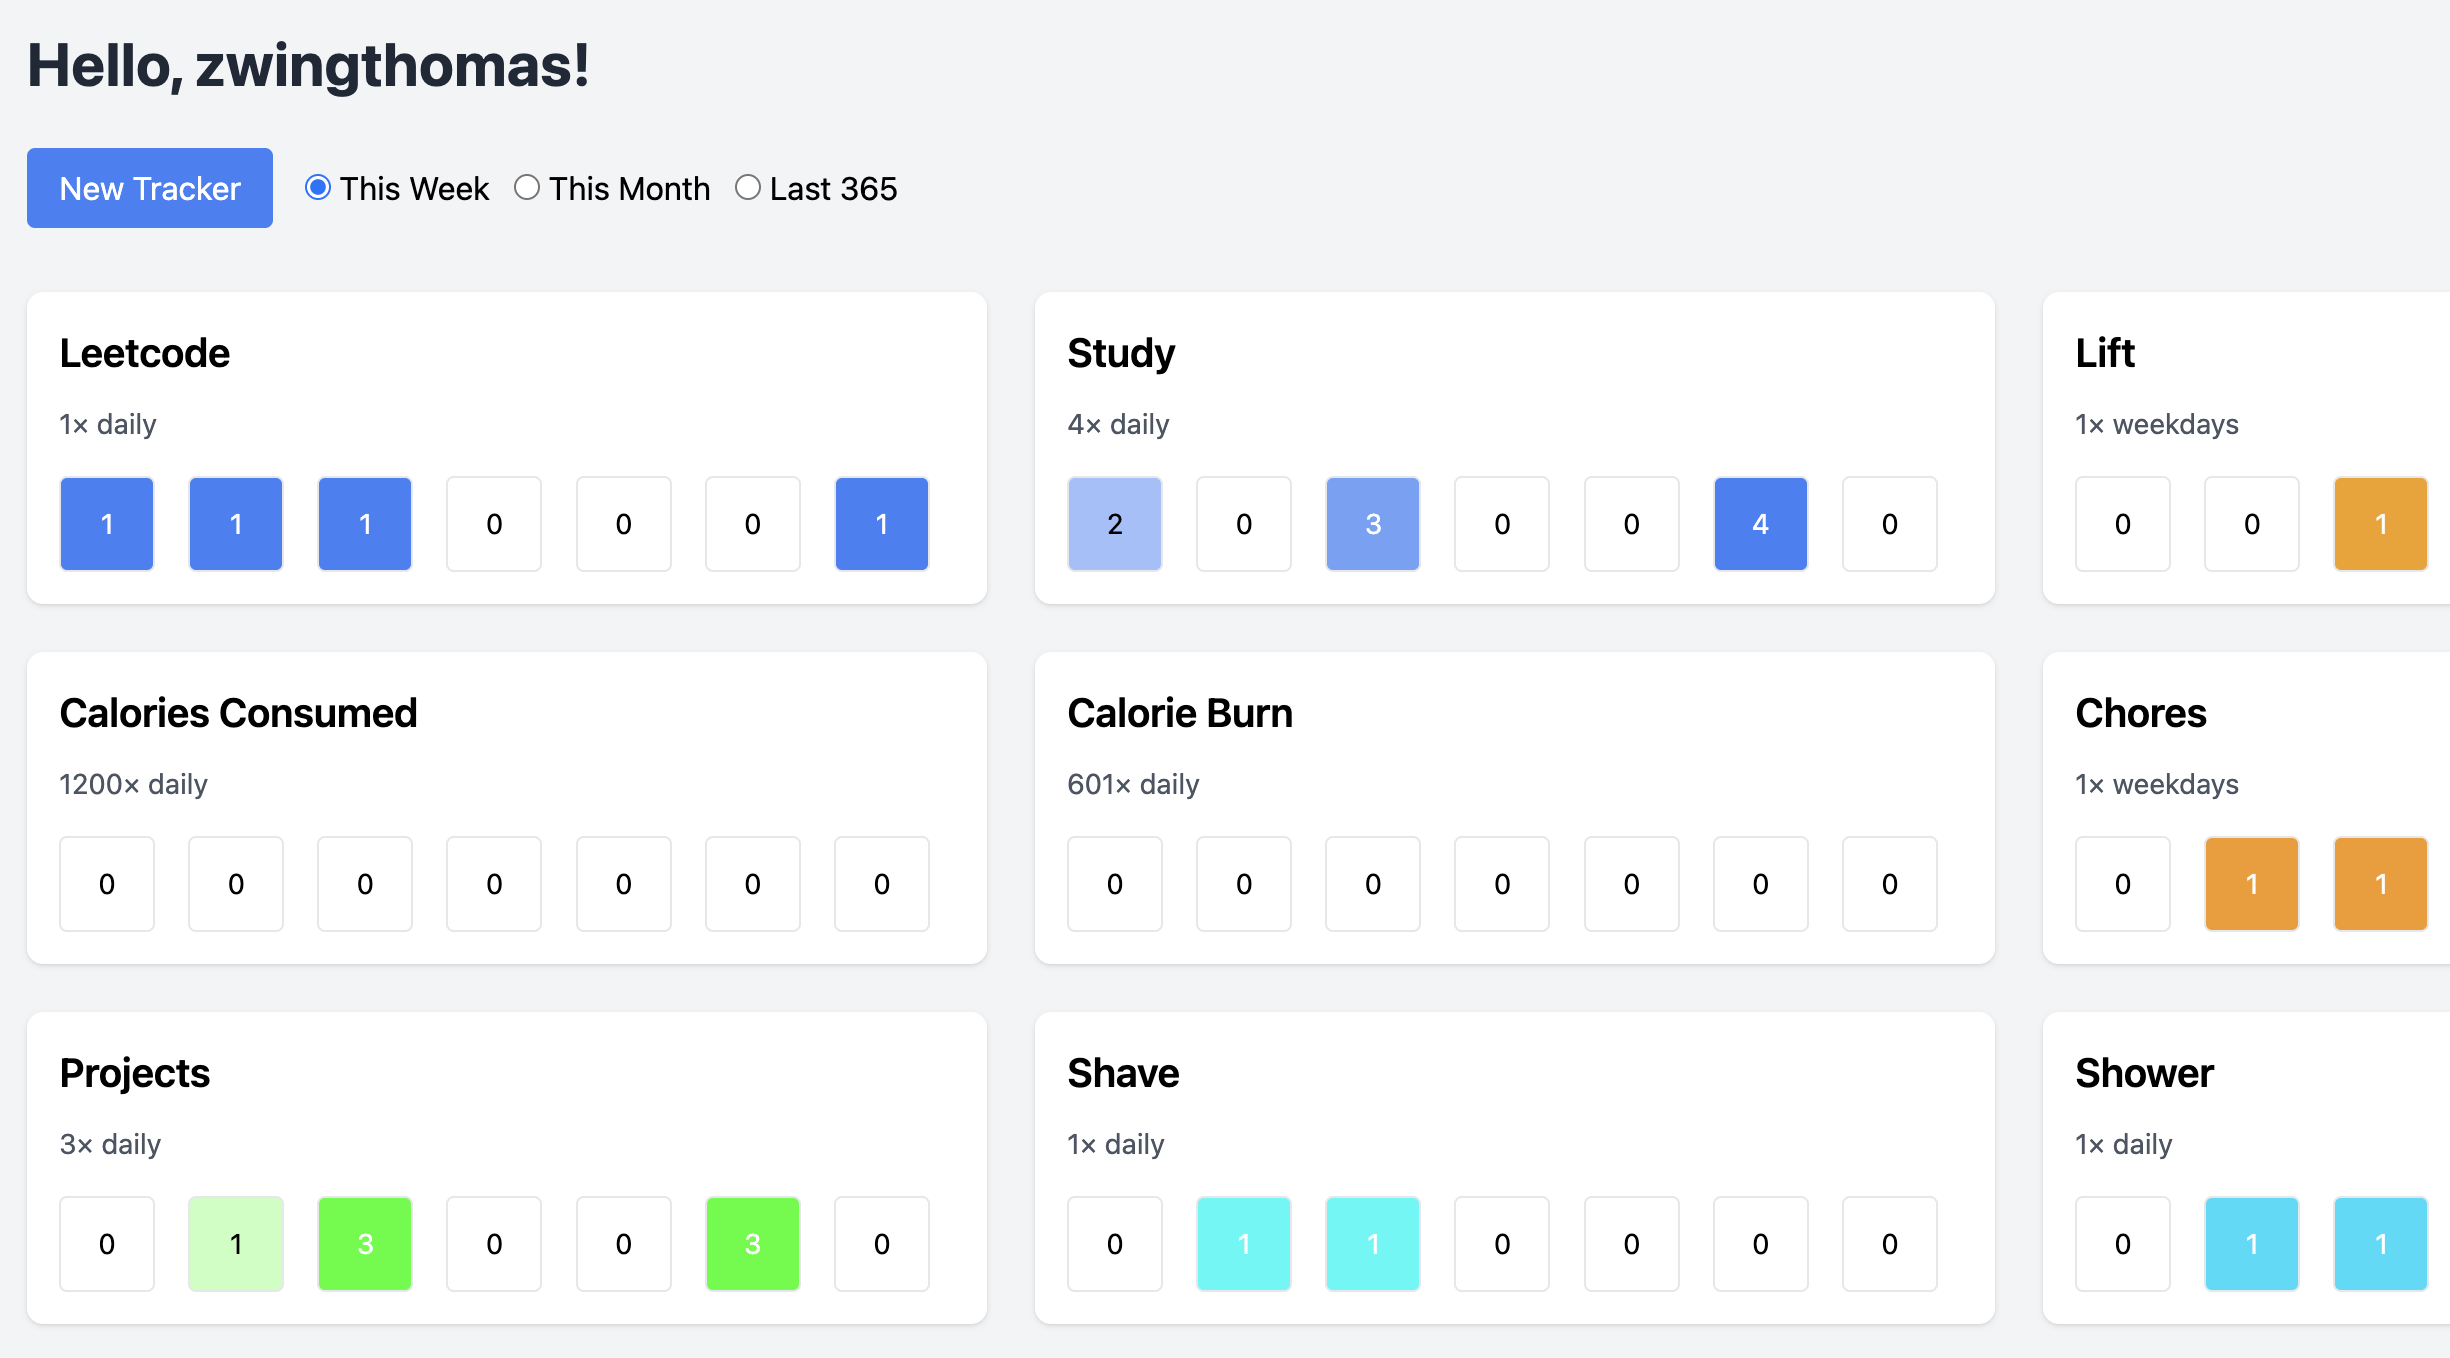 Hello, zwingthomas!
New Tracker This Week This Month Last 365
Leetcode
1× daily
1 1 1 0 0 0 1
Study
4× daily
2 0 3 0 0 4 0
Lift
1× weekdays
0 0 1
Calories Consumed
1200× daily
0 0 0 0 0 0 0
Calorie Burn
601× daily
0 0 0 0 0 0 0
Chores
1× weekdays
0 1 1
Projects
3× daily
0 1 3 0 0 3 0
Shave
1× daily
0 1 1 0 0 0 0
Shower
1× daily
0 1 1